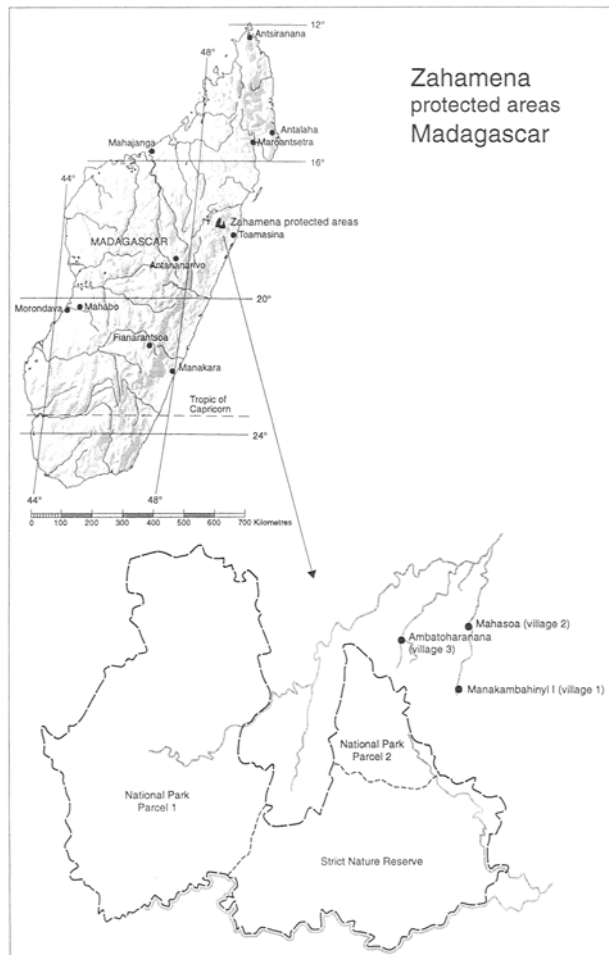 Zahamena
protected areas
Madagascar
12°
Antsiranana
48°
Antalaha
Maroantsetra
Mahajanga
16°
44°
Zahamena protected areas
Toamasina
MADAGASCAR
Antananarivo
20°
Morondava
Mahabo
Fianarantsoa
Manakara
Tropic of
Capricorn
24°
44°
48°
0 100 200 300 400 500 600 700 Kilometres
Mahasoa (village 2)
Ambatoharanana
(village 3)
Manakambahinyl I (village 1)
National Park
Parcel 2
National Park
Parcel 1
Strict Nature Reserve